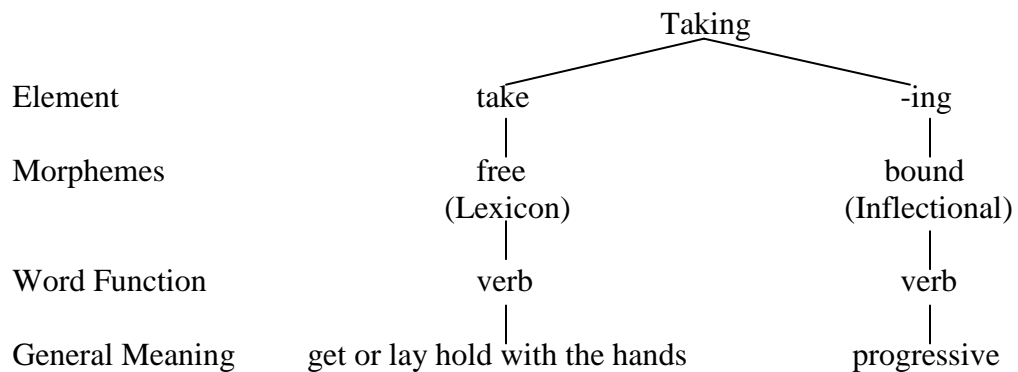 Taking
Element take -ing
Morphemes free bound
(Lexicon) (Inflectional)
Word Function verb verb
General Meaning get or lay hold with the hands progressive